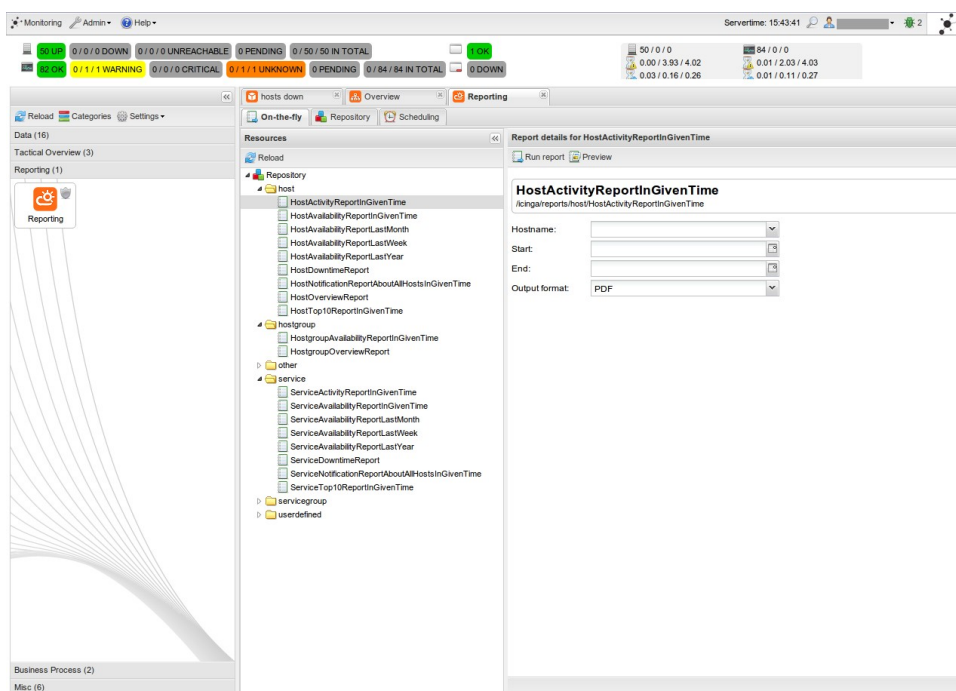 Monitoring Admin Help Servertime: 15:43:41 2
50 UP 0 / 0 / 0 DOWN 0 / 0 / 0 UNREACHABLE 0 PENDING 0 / 50 / 50 IN TOTAL 1 OK 50 / 0 / 0 84 / 0 / 0
0.00 / 3.93 / 4.02 0.01 / 2.03 / 4.03
82 OK 0 / 1 / 1 WARNING 0 / 0 / 0 CRITICAL 0 / 1 / 1 UNKNOWN 0 PENDING 0 / 84 / 84 IN TOTAL 0 DOWN 0.03 / 0.16 / 0.26 0.01 / 0.11 / 0.27
Reload Categories Settings
Data (16)
Tactical Overview (3)
Reporting (1)
Reporting
Business Process (2)
Misc (6)
hosts down Overview Reporting
On-the-fly Repository Scheduling
Resources
Reload
Repository
host
HostActivityReportInGivenTime
HostAvailabilityReportInGivenTime
HostAvailabilityReportLastMonth
HostAvailabilityReportLastWeek
HostAvailabilityReportLastYear
HostDowntimeReport
HostNotificationReportAboutAllHostsInGivenTime
HostOverviewReport
HostTop10ReportInGivenTime
hostgroup
HostgroupAvailabilityReportInGivenTime
HostgroupOverviewReport
other
service
ServiceActivityReportInGivenTime
ServiceAvailabilityReportInGivenTime
ServiceAvailabilityReportLastMonth
ServiceAvailabilityReportLastWeek
ServiceAvailabilityReportLastYear
ServiceDowntimeReport
ServiceNotificationReportAboutAllHostsInGivenTime
ServiceTop10ReportInGivenTime
servicegroup
userdefined
Report details for HostActivityReportInGivenTime
Run report Preview
HostActivityReportInGivenTime
/icinga/reports/host/HostActivityReportInGivenTime
Hostname:
Start:
End:
Output format: PDF